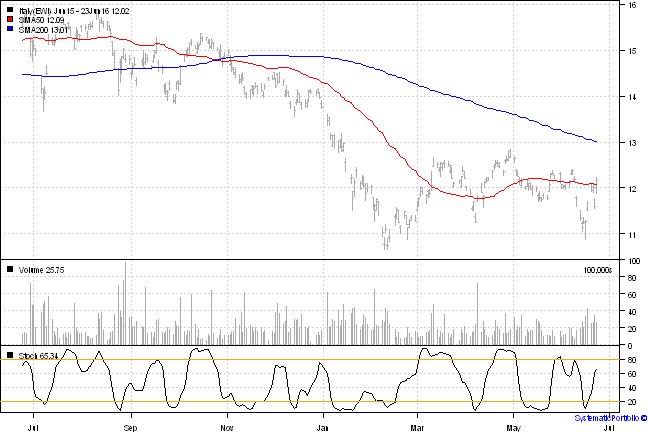 Italy(EWI) Jun15 - 23Jun16 12.02
SMA50 12.09
SMA200 13.01
16
15
14
13
12
11
Volume 25.75
100,000s
100
80
60
40
20
0
Stoch 65.34
80
60
40
20
Jul Sep Nov Jan Mar May Jul
SystematicPortfolio ©